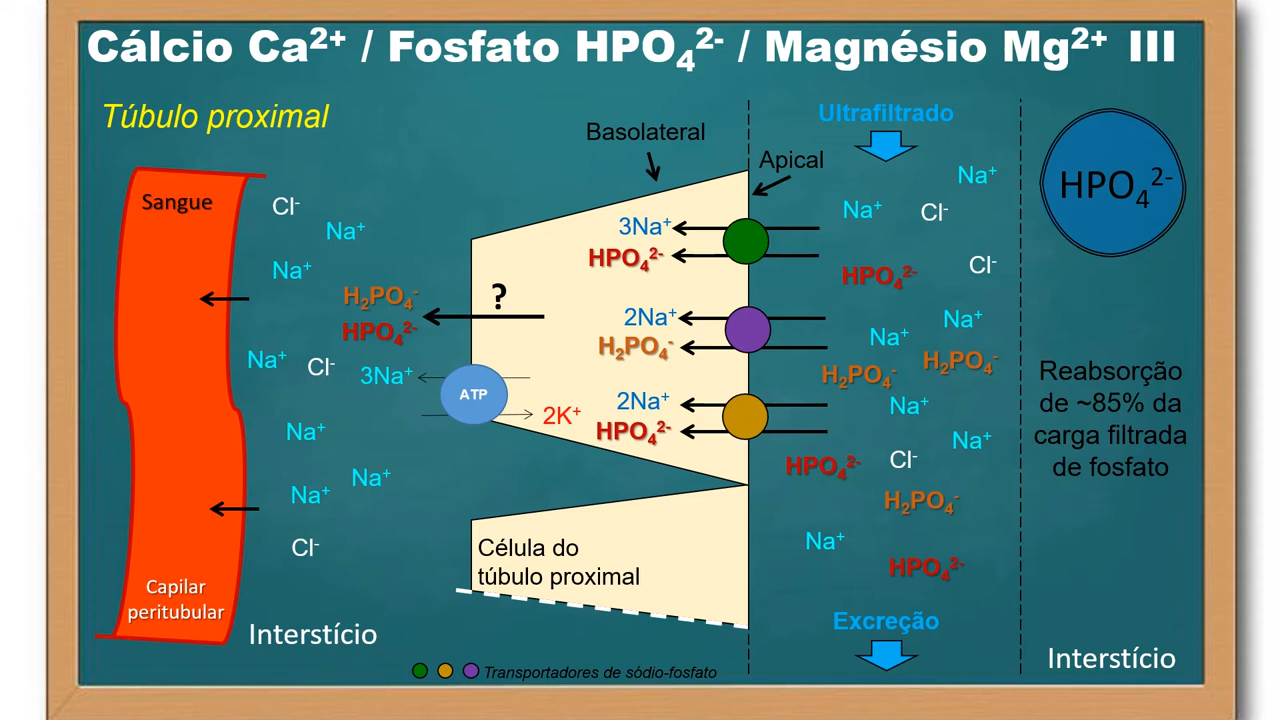 Cálcio Ca²⁺ / Fosfato HPO₄²⁻ / Magnésio Mg²⁺ III
Túbulo proximal
Ultrafiltrado
Basolateral
Apical
HPO₄²⁻
Sangue
Cl⁻
Na⁺
Na⁺
H₂PO₄⁻
HPO₄²⁻
Na⁺
Cl⁻
3Na⁺
ATP
2K⁺
Na⁺
Na⁺
Na⁺
Cl⁻
?
3Na⁺
HPO₄²⁻
2Na⁺
H₂PO₄⁻
2Na⁺
HPO₄²⁻
Na⁺
Na⁺
Cl⁻
Cl⁻
HPO₄²⁻
Na⁺
Na⁺
H₂PO₄⁻
H₂PO₄⁻
Na⁺
Na⁺
Cl⁻
HPO₄²⁻
H₂PO₄⁻
Na⁺
HPO₄²⁻
Reabsorção
de ~85% da
carga filtrada
de fosfato
Célula do
túbulo proximal
Capilar
peritubular
Interstício
Excreção
Interstício
Transportadores de sódio-fosfato